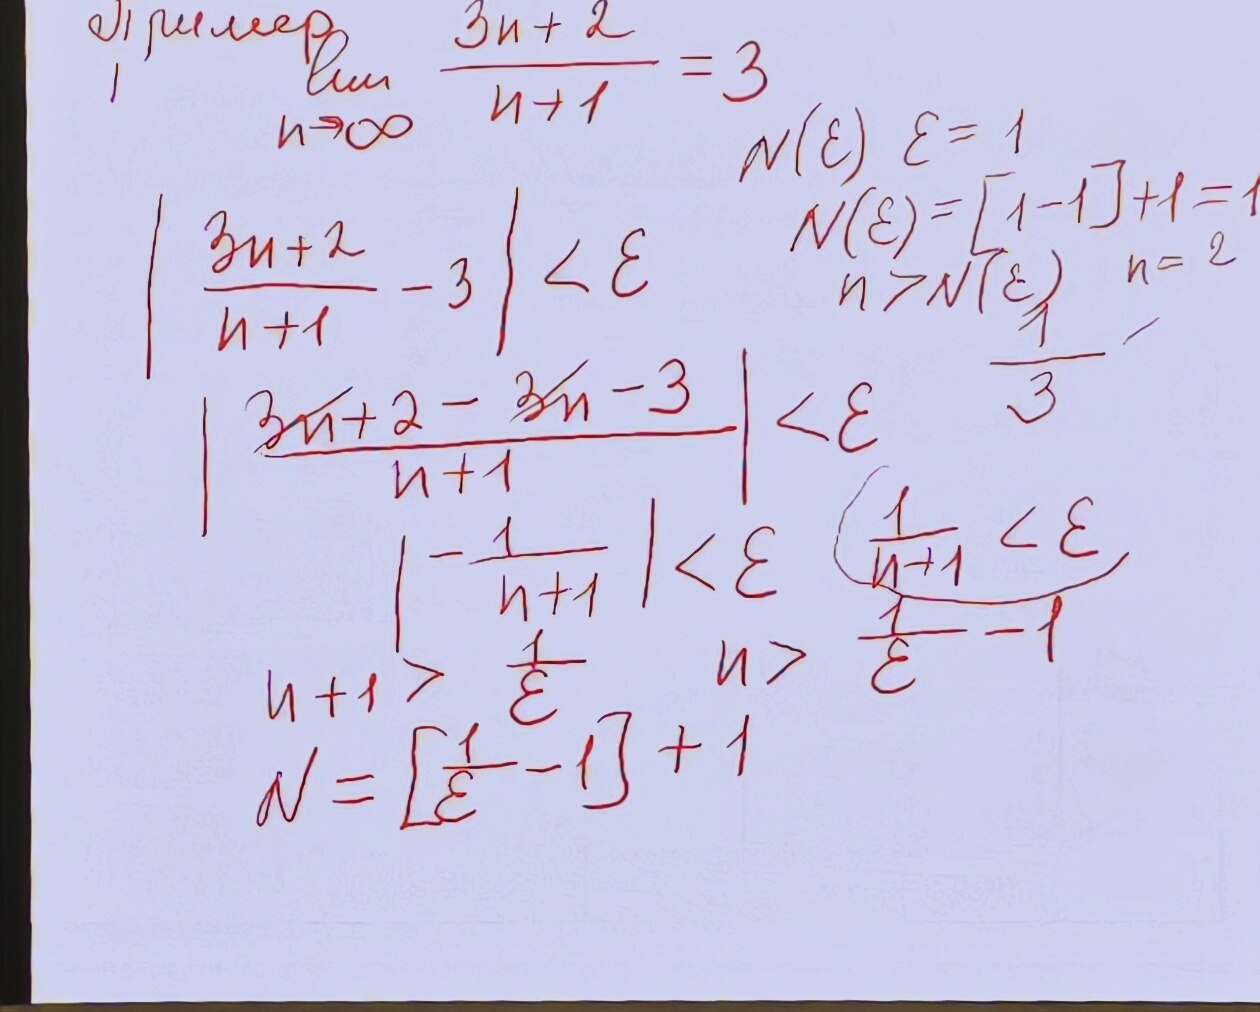 Пример
1 lim n→∞ (3n+2)/(n+1) = 3
|(3n+2)/(n+1) - 3| < ε
|(3n+2-3n-3)/(n+1)| < ε
|-1/(n+1)| < ε 1/(n+1) < ε
n+1 > 1/ε n > 1/ε - 1
N = [1/ε - 1] + 1
N(ε) ε = 1
N(ε) = [1-1]+1 = 1
n > N(ε) n = 2
1/3